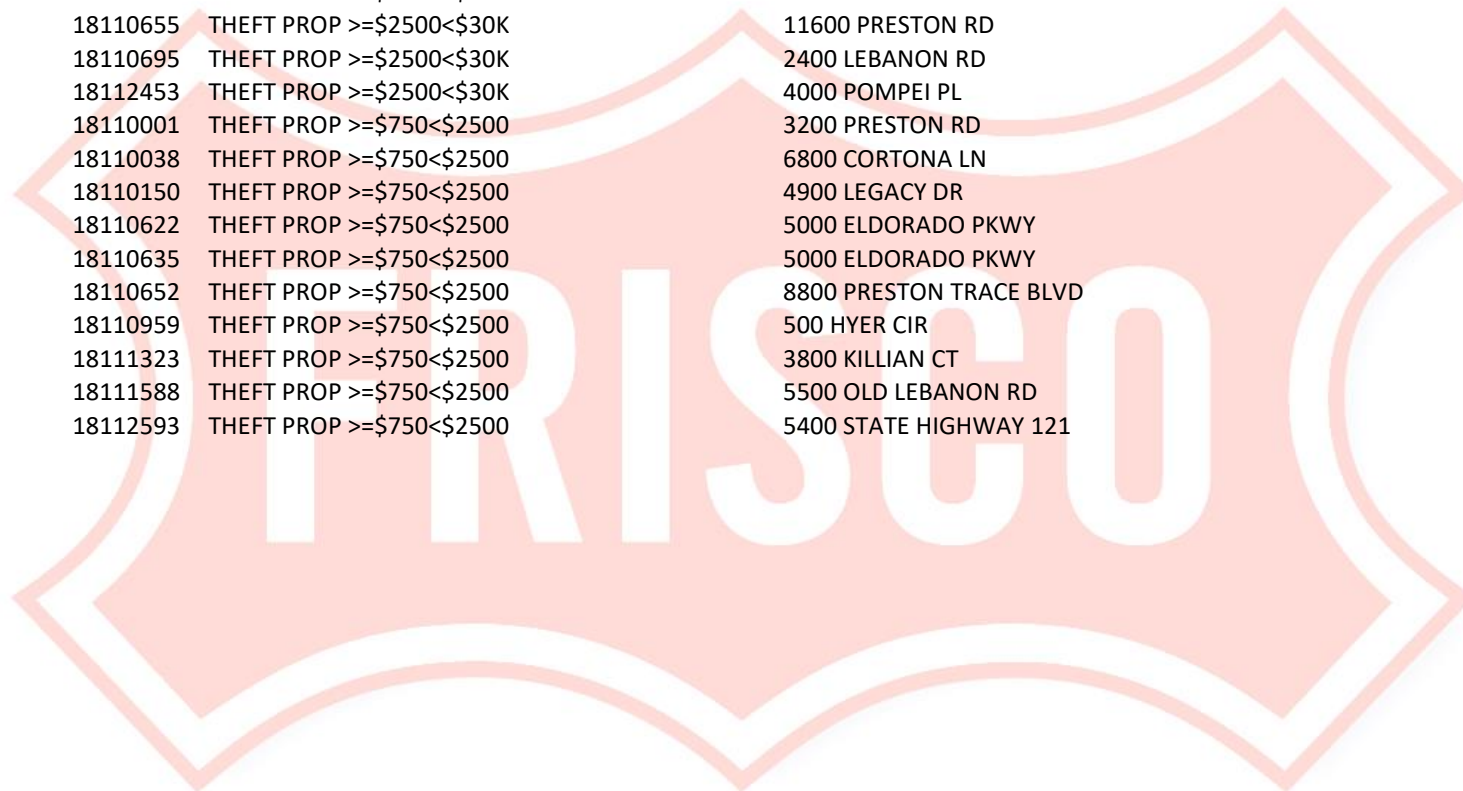 18110655 THEFT PROP >=$2500<$30K 11600 PRESTON RD
18110695 THEFT PROP >=$2500<$30K 2400 LEBANON RD
18112453 THEFT PROP >=$2500<$30K 4000 POMPEI PL
18110001 THEFT PROP >=$750<$2500 3200 PRESTON RD
18110038 THEFT PROP >=$750<$2500 6800 CORTONA LN
18110150 THEFT PROP >=$750<$2500 4900 LEGACY DR
18110622 THEFT PROP >=$750<$2500 5000 ELDORADO PKWY
18110635 THEFT PROP >=$750<$2500 5000 ELDORADO PKWY
18110652 THEFT PROP >=$750<$2500 8800 PRESTON TRACE BLVD
18110959 THEFT PROP >=$750<$2500 500 HYER CIR
18111323 THEFT PROP >=$750<$2500 3800 KILLIAN CT
18111588 THEFT PROP >=$750<$2500 5500 OLD LEBANON RD
18112593 THEFT PROP >=$750<$2500 5400 STATE HIGHWAY 121
FRISCO